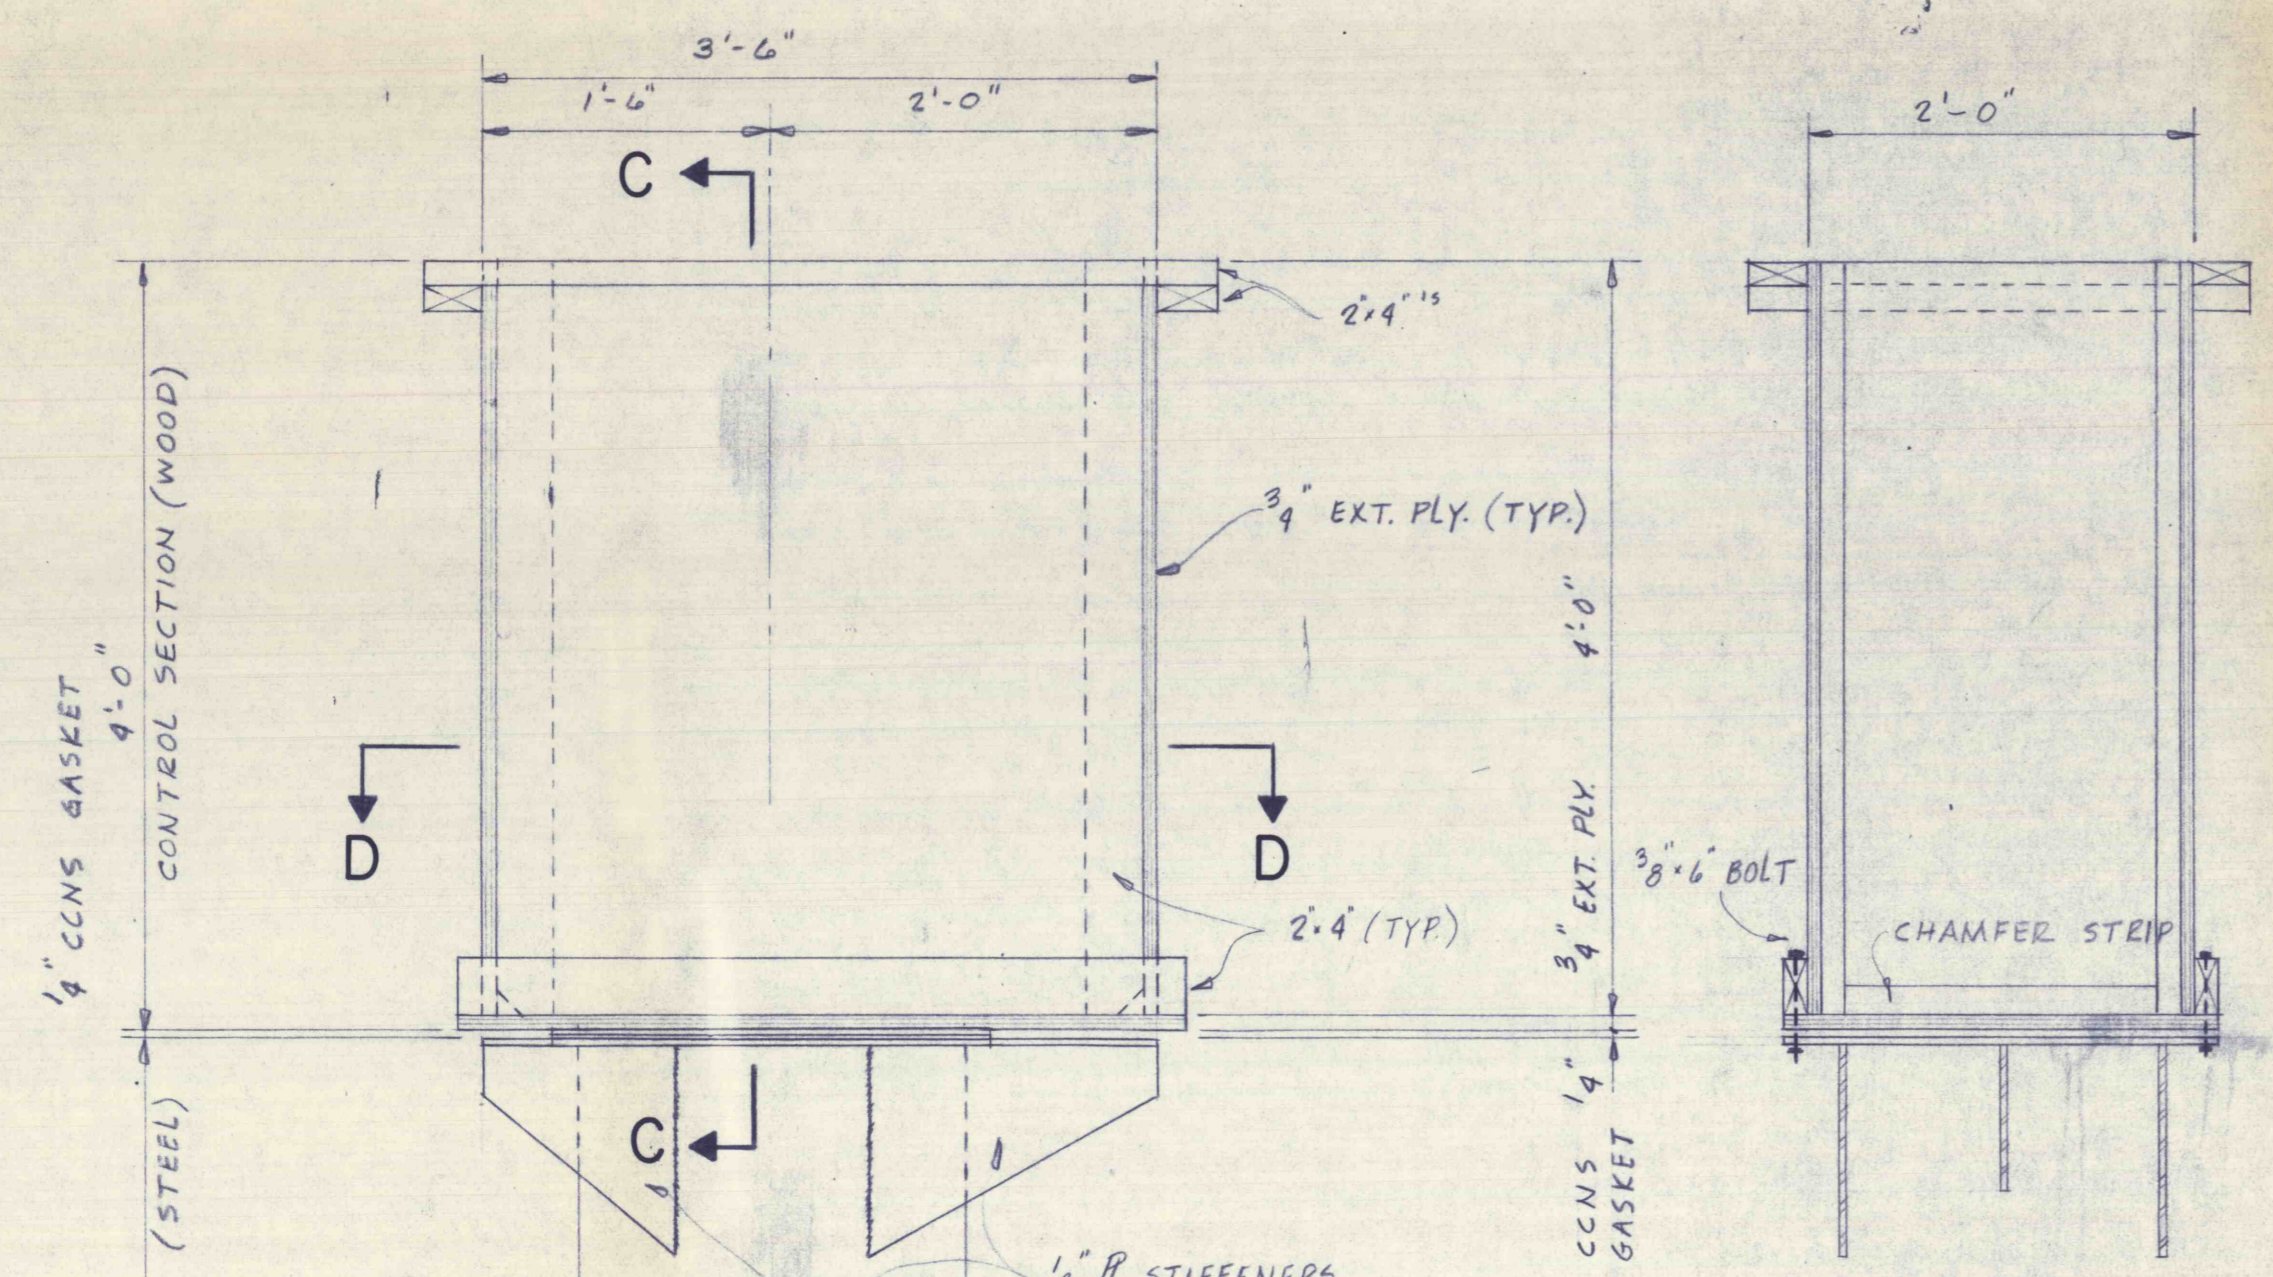 3'-6"
1'-6"
2'-0"
2'-0"
C
2"x4"'s
3/4" EXT. PLY. (TYP.)
1/4" CCNS GASKET
4'-0"
CONTROL SECTION (WOOD)
4'-0"
3/4" EXT. PLY.
D
D
3/8"x6" BOLT
2"x4" (TYP.)
CHAMFER STRIP
C
(STEEL)
1/4"
CCNS
GASKET
STIFFENERS